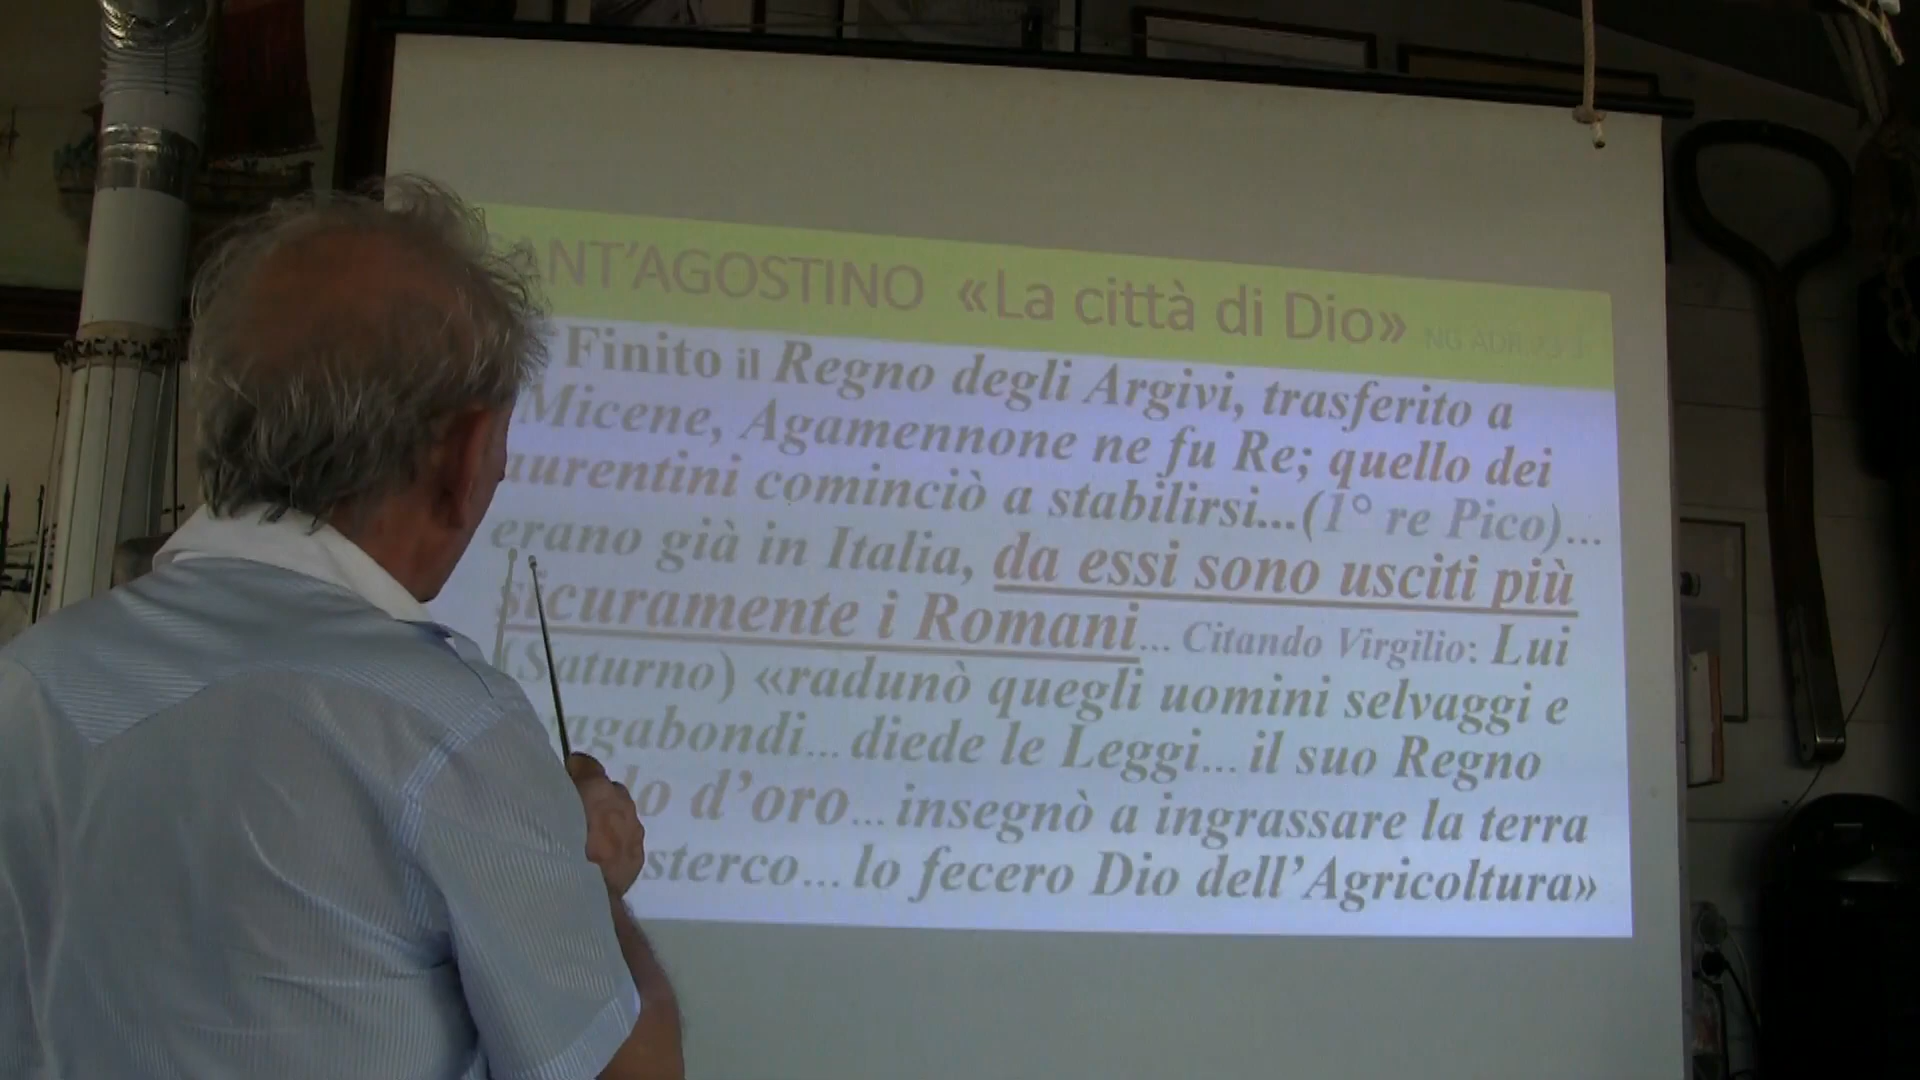 SANT'AGOSTINO «La città di Dio»
Finito il Regno degli Argivi, trasferito a
Micene, Agamennone ne fu Re; quello dei
aurentini cominciò a stabilirsi...(1° re Pico)...
erano già in Italia, da essi sono usciti più
sicuramente i Romani... Citando Virgilio: Lui
(Saturno) «radunò quegli uomini selvaggi e
vagabondi... diede le Leggi... il suo Regno
d'oro... insegnò a ingrassare la terra
sterco... lo fecero Dio dell'Agricoltura»